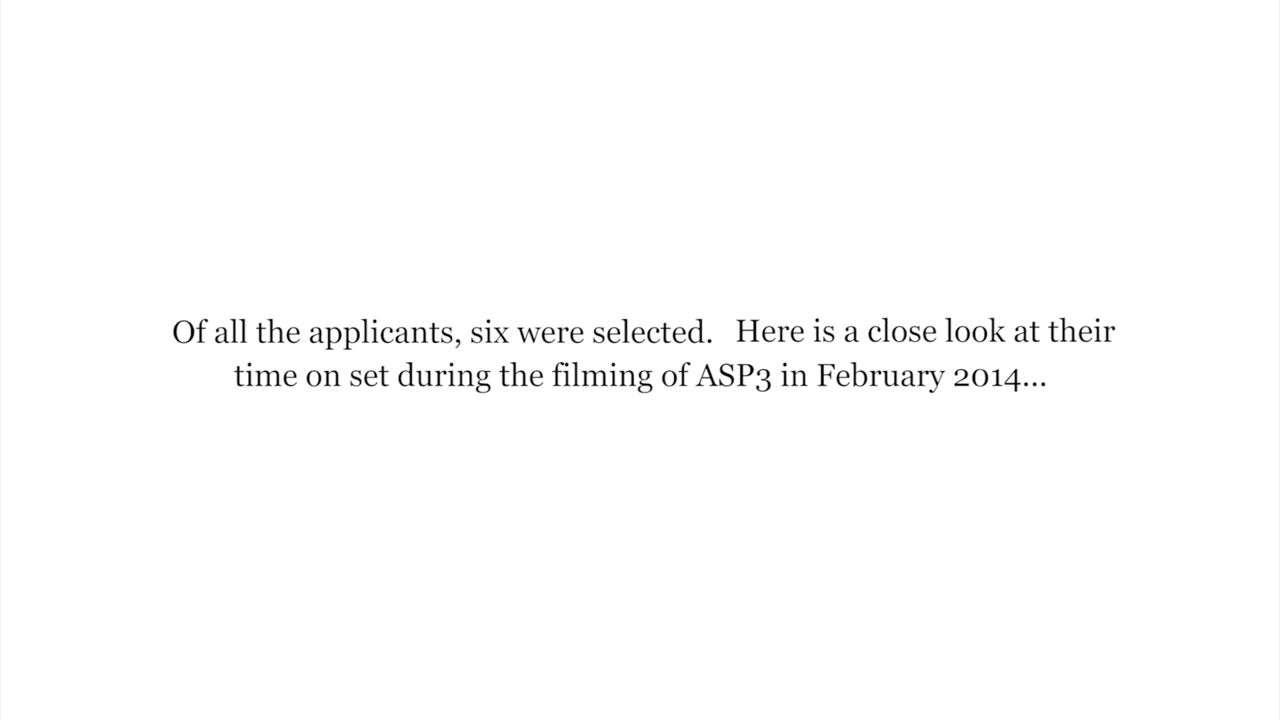 Of all the applicants, six were selected.   Here is a close look at their
time on set during the filming of ASP3 in February 2014...